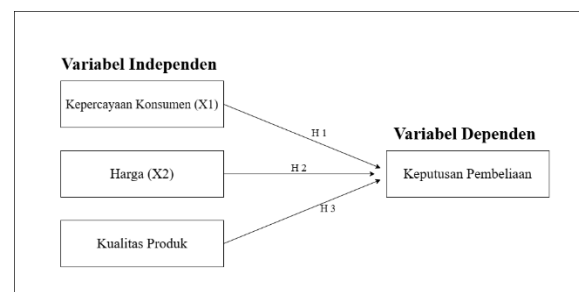 Variabel Independen
Kepercayaan Konsumen (X1)
H 1
Variabel Dependen
Harga (X2)
H 2
Keputusan Pembeliaan
H 3
Kualitas Produk